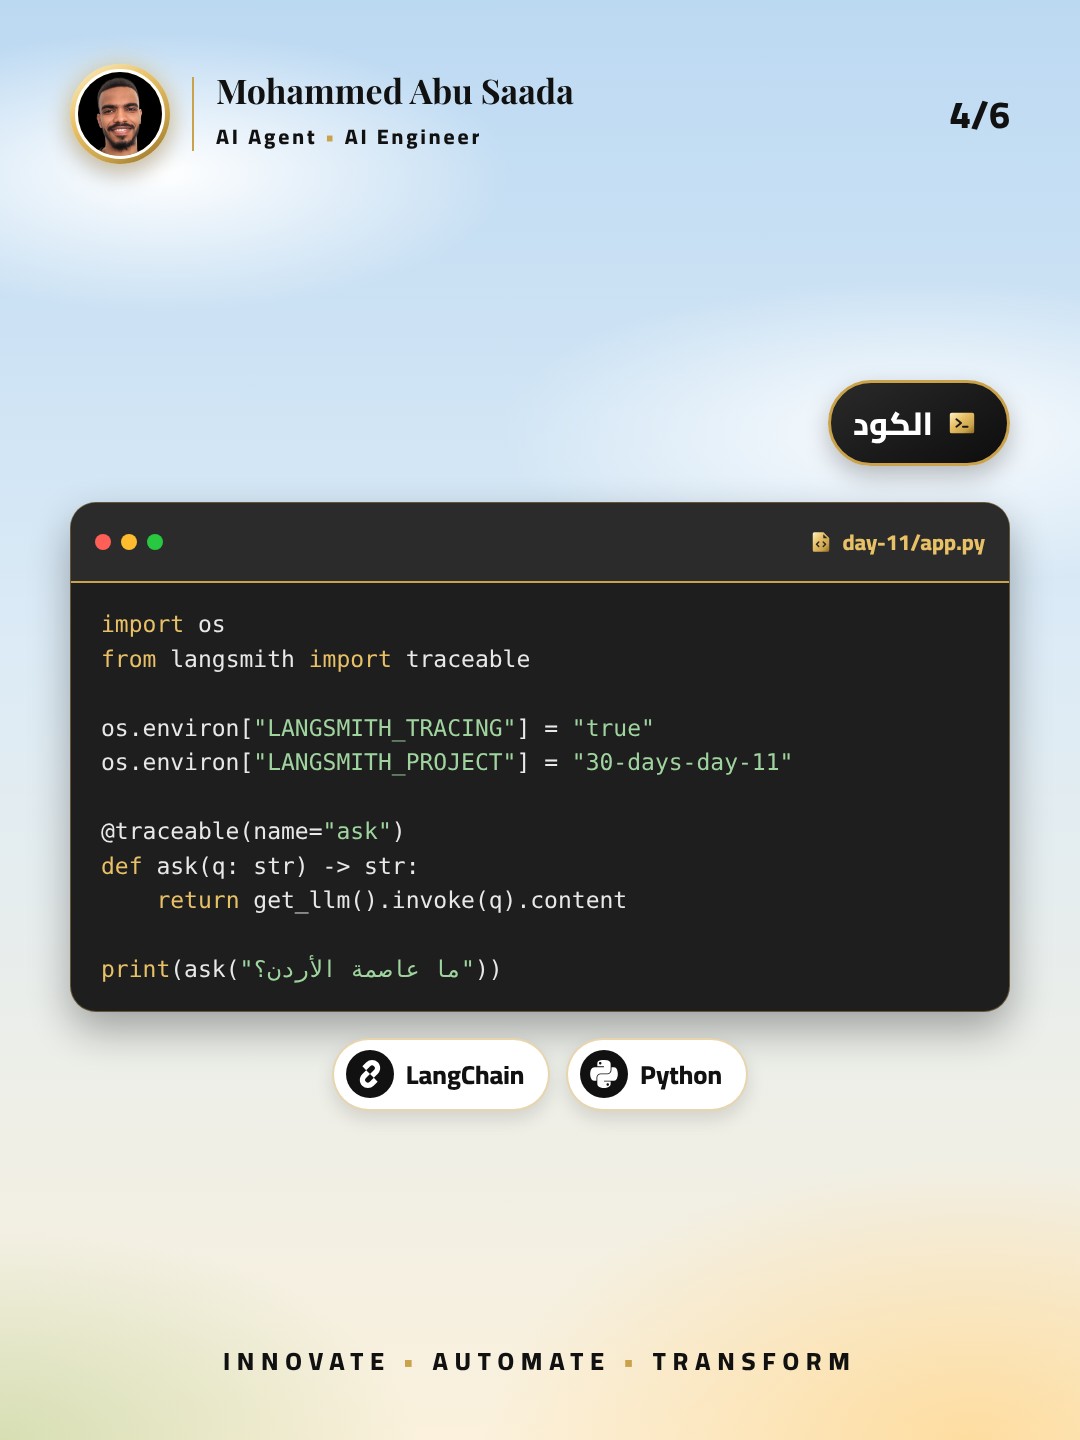 Mohammed Abu Saada
AI Agent ▪ AI Engineer
4/6
الكود
day-11/app.py
import os
from langsmith import traceable
os.environ["LANGSMITH_TRACING"] = "true"
os.environ["LANGSMITH_PROJECT"] = "30-days-day-11"
@traceable(name="ask")
def ask(q: str) -> str:
    return get_llm().invoke(q).content
print(ask("ما عاصمة الأردن؟"))
LangChain
Python
INNOVATE ▪ AUTOMATE ▪ TRANSFORM